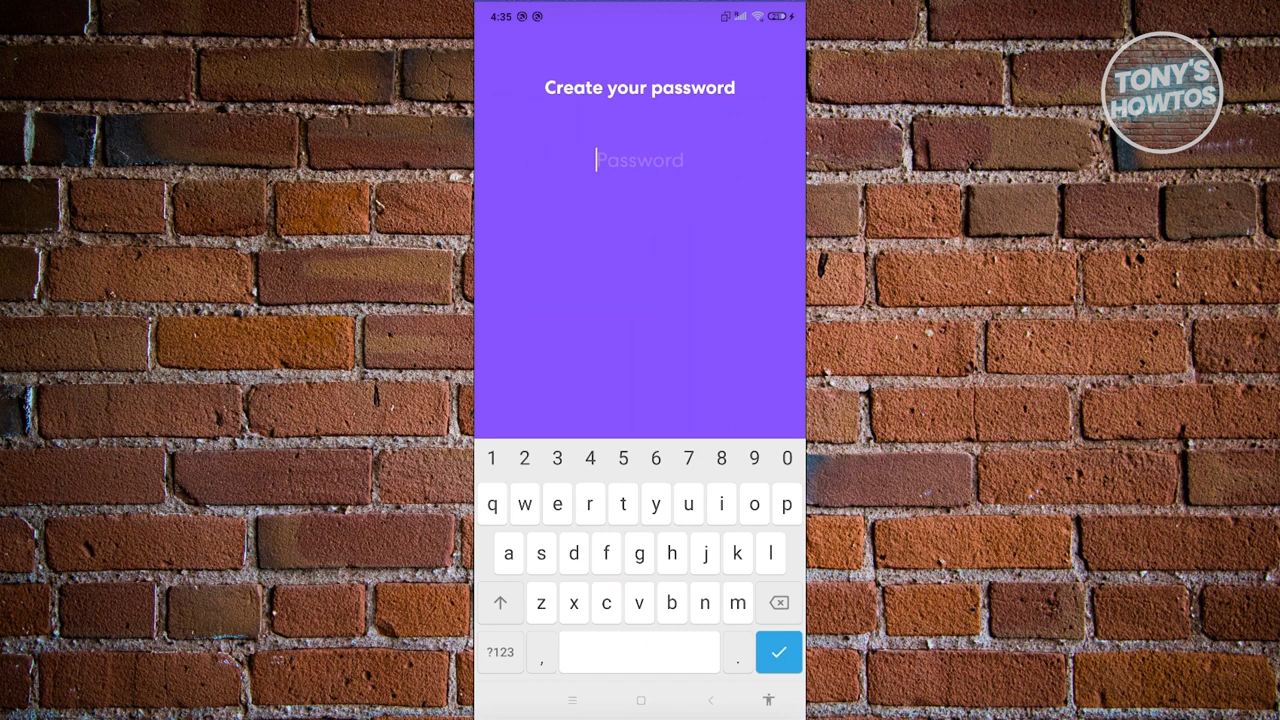 4:35
21
TONY'S
HOWTOS
Create your password
Password
1 2 3 4 5 6 7 8 9 0
q w e r t y u i o p
a s d f g h j k l
z x c v b n m
?123 , .